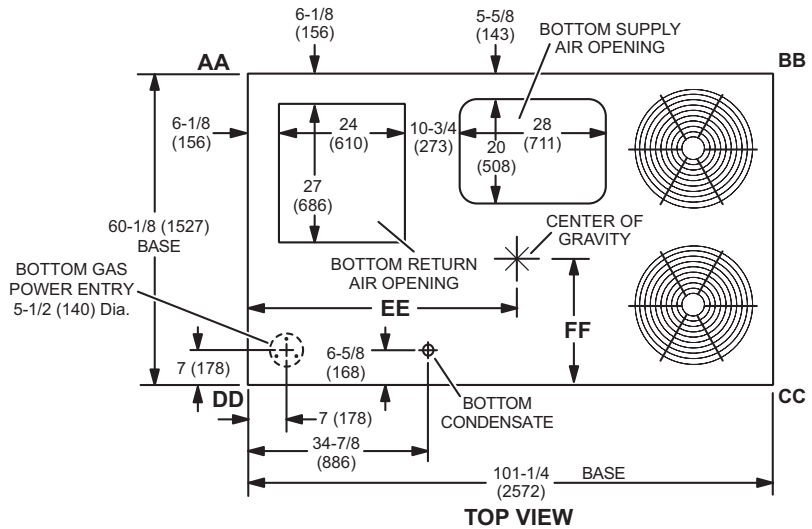 6-1/8
(156)
5-5/8
(143)
BOTTOM SUPPLY
AIR OPENING
AA
BB
6-1/8
(156)
24
(610)
10-3/4
(273)
28
(711)
20
(508)
27
(686)
60-1/8 (1527)
BASE
CENTER OF
GRAVITY
BOTTOM RETURN
AIR OPENING
BOTTOM GAS
POWER ENTRY
5-1/2 (140) Dia.
EE
FF
7 (178)
6-5/8
(168)
DD
CC
7 (178)
BOTTOM
CONDENSATE
34-7/8
(886)
101-1/4
(2572)
BASE
TOP VIEW